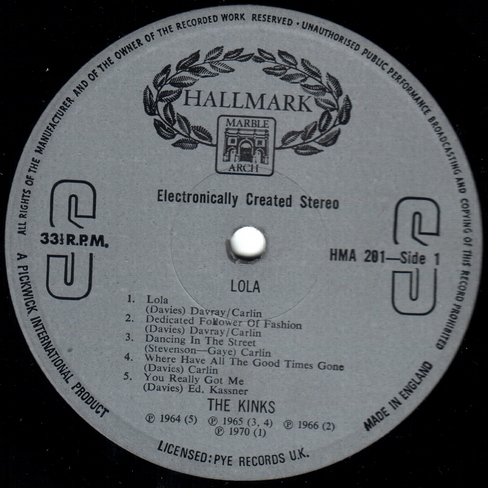 ALL RIGHTS OF THE MANUFACTURER AND OF THE OWNER OF THE RECORDED WORK RESERVED · UNAUTHORISED PUBLIC PERFORMANCE BROADCASTING AND COPYING OF THIS RECORD PROHIBITED
HALLMARK
MARBLE
ARCH
Electronically Created Stereo
33⅓ R.P.M.
HMA 201—Side 1
LOLA
1. Lola
(Davies) Davray/Carlin
2. Dedicated Follower Of Fashion
(Davies) Davray/Carlin
3. Dancing In The Street
(Stevenson—Gaye) Carlin
4. Where Have All The Good Times Gone
(Davies) Carlin
5. You Really Got Me
(Davies) Ed. Kassner
THE KINKS
℗ 1964 (5) ℗ 1965 (3, 4) ℗ 1966 (2)
℗ 1970 (1)
A PICKWICK INTERNATIONAL PRODUCT
LICENSED: PYE RECORDS U.K.
MADE IN ENGLAND